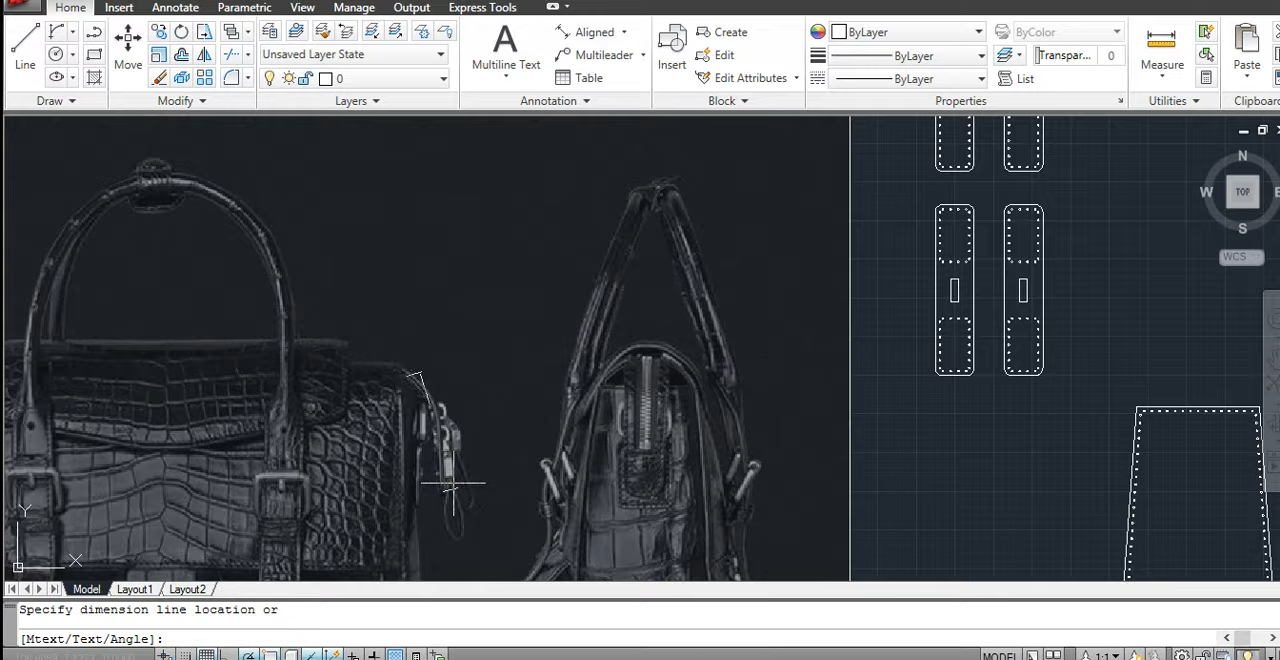 Home Insert Annotate Parametric View Manage Output Express Tools
Line
Move
Unsaved Layer State
0
Draw Modify Layers
A
Multiline Text
Aligned
Multileader
Table
Annotation
Insert
Create
Edit
Edit Attributes
Block
ByLayer
ByLayer
ByLayer
ByColor
Transpar... 0
List
Properties
Measure
Utilities
Paste
Clipboard
N
W TOP E
S
WCS
Y
X
Model Layout1 Layout2
Specify dimension line location or
[Mtext/Text/Angle]:
MODEL 1:1